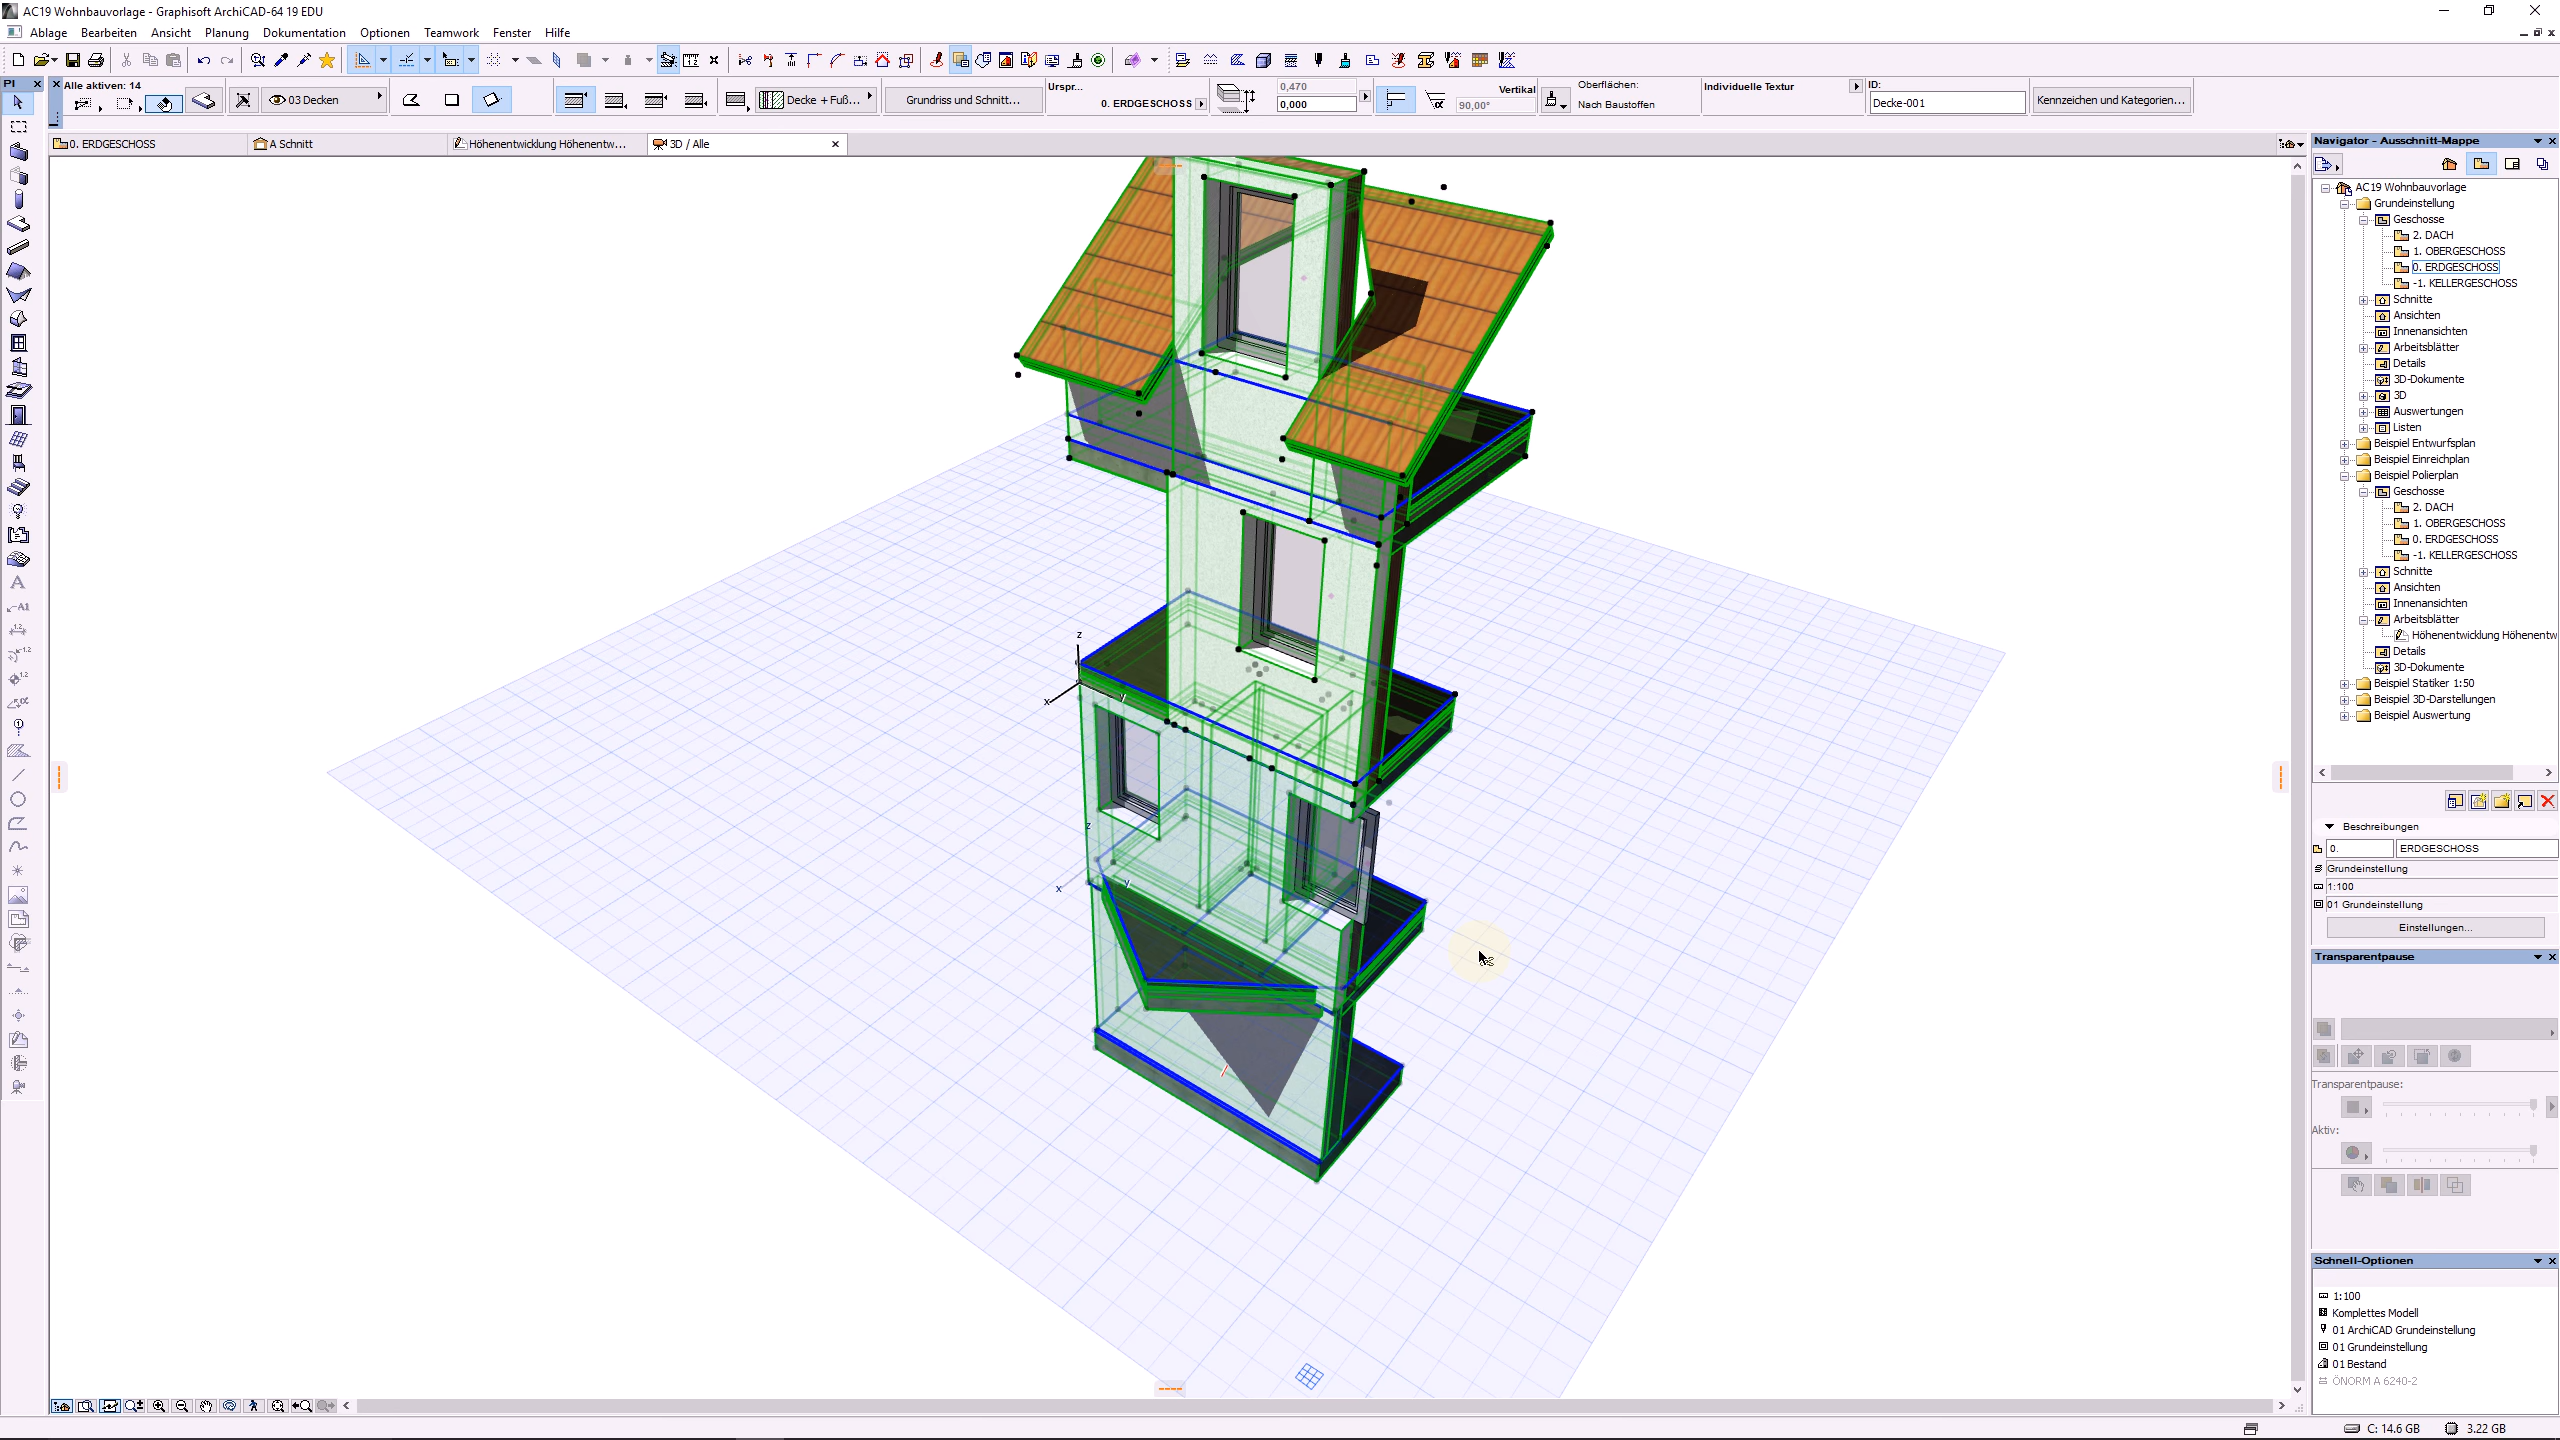 AC19 Wohnbauvorlage - Graphisoft ArchiCAD-64 19 EDU
Ablage Bearbeiten Ansicht Planung Dokumentation Optionen Teamwork Fenster Hilfe
PI
Alle aktiven: 14
03 Decken
Decke + Fuß...
Grundriss und Schnitt...
Urspr...
0. ERDGESCHOSS
0,470
0,000
Vertikal
90,00°
Oberflächen:
Nach Baustoffen
Individuelle Textur
ID:
Decke-001
Kennzeichen und Kategorien...
0. ERDGESCHOSS
A Schnitt
Höhenentwicklung Höhenentw...
3D / Alle
z
x
y
z
x
y
Navigator - Ausschnitt-Mappe
AC19 Wohnbauvorlage
Grundeinstellung
Geschosse
2. DACH
1. OBERGESCHOSS
0. ERDGESCHOSS
-1. KELLERGESCHOSS
Schnitte
Ansichten
Innenansichten
Arbeitsblätter
Details
3D-Dokumente
3D
Auswertungen
Listen
Beispiel Entwurfsplan
Beispiel Einreichplan
Beispiel Polierplan
Geschosse
2. DACH
1. OBERGESCHOSS
0. ERDGESCHOSS
-1. KELLERGESCHOSS
Schnitte
Ansichten
Innenansichten
Arbeitsblätter
Höhenentwicklung Höhenentw
Details
3D-Dokumente
Beispiel Statiker 1:50
Beispiel 3D-Darstellungen
Beispiel Auswertung
Beschreibungen
0. ERDGESCHOSS
Grundeinstellung
1:100
01 Grundeinstellung
Einstellungen...
Transparentpause
Transparentpause:
Aktiv:
Schnell-Optionen
1:100
Komplettes Modell
01 ArchiCAD Grundeinstellung
01 Grundeinstellung
01 Bestand
ÖNORM A 6240-2
C: 14.6 GB 3.22 GB